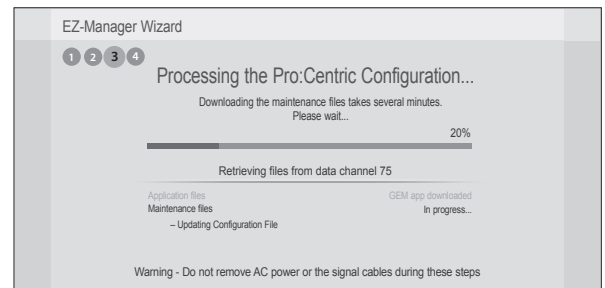 EZ-Manager Wizard
1 2 3 4
Processing the Pro:Centric Configuration...
Downloading the maintenance files takes several minutes.
Please wait...
20%
Retrieving files from data channel 75
Application files GEM app downloaded
Maintenance files In progress...
– Updating Configuration File
Warning - Do not remove AC power or the signal cables during these steps